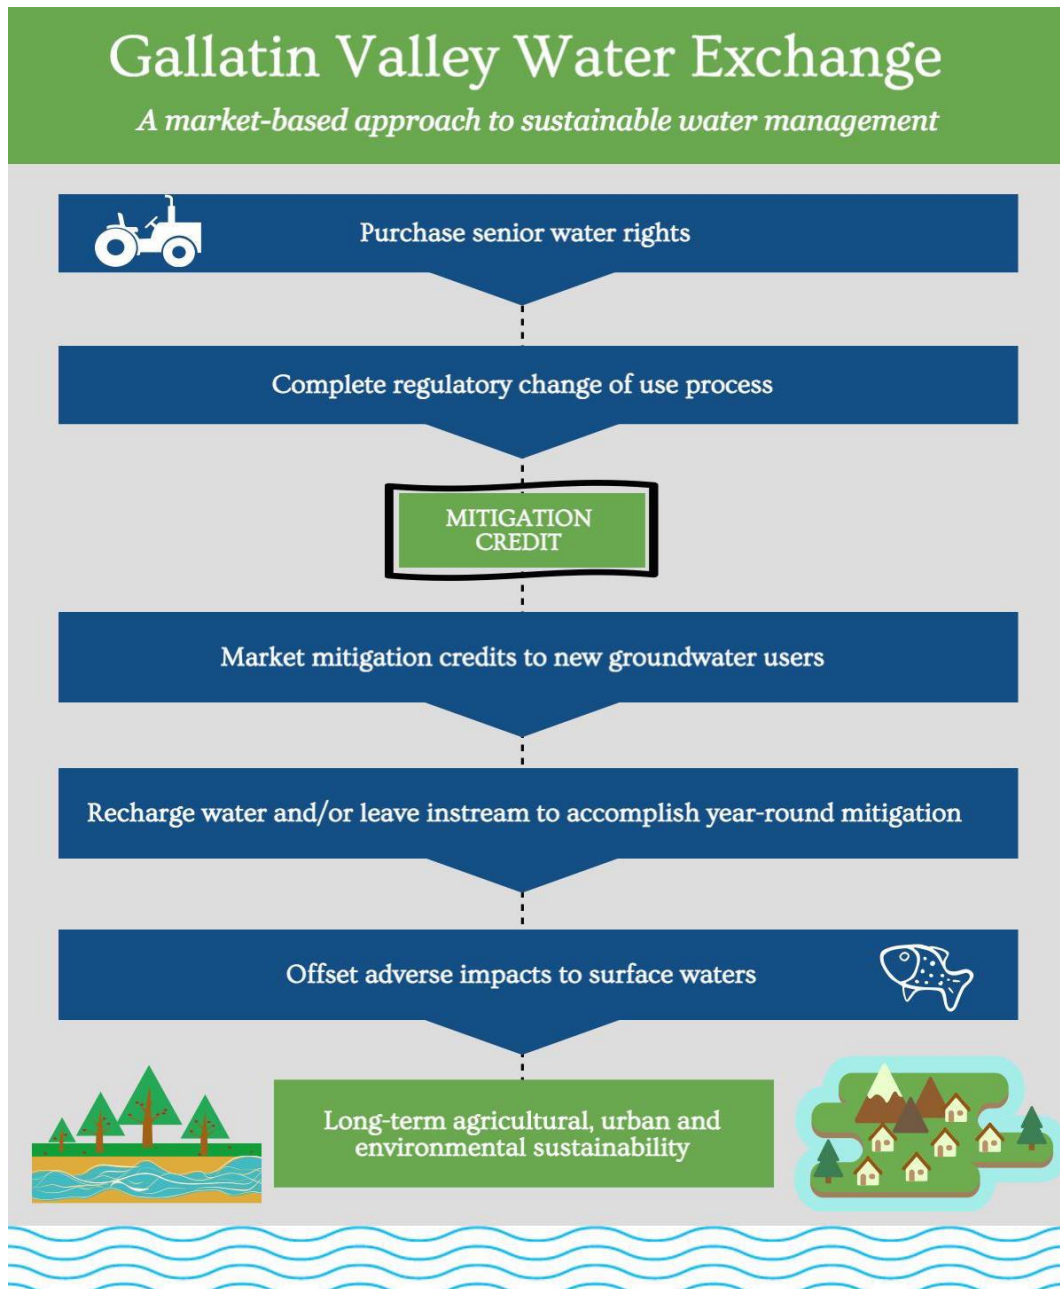 Gallatin Valley Water Exchange
A market-based approach to sustainable water management
Purchase senior water rights
Complete regulatory change of use process
MITIGATION
CREDIT
Market mitigation credits to new groundwater users
Recharge water and/or leave instream to accomplish year-round mitigation
Offset adverse impacts to surface waters
Long-term agricultural, urban and
environmental sustainability